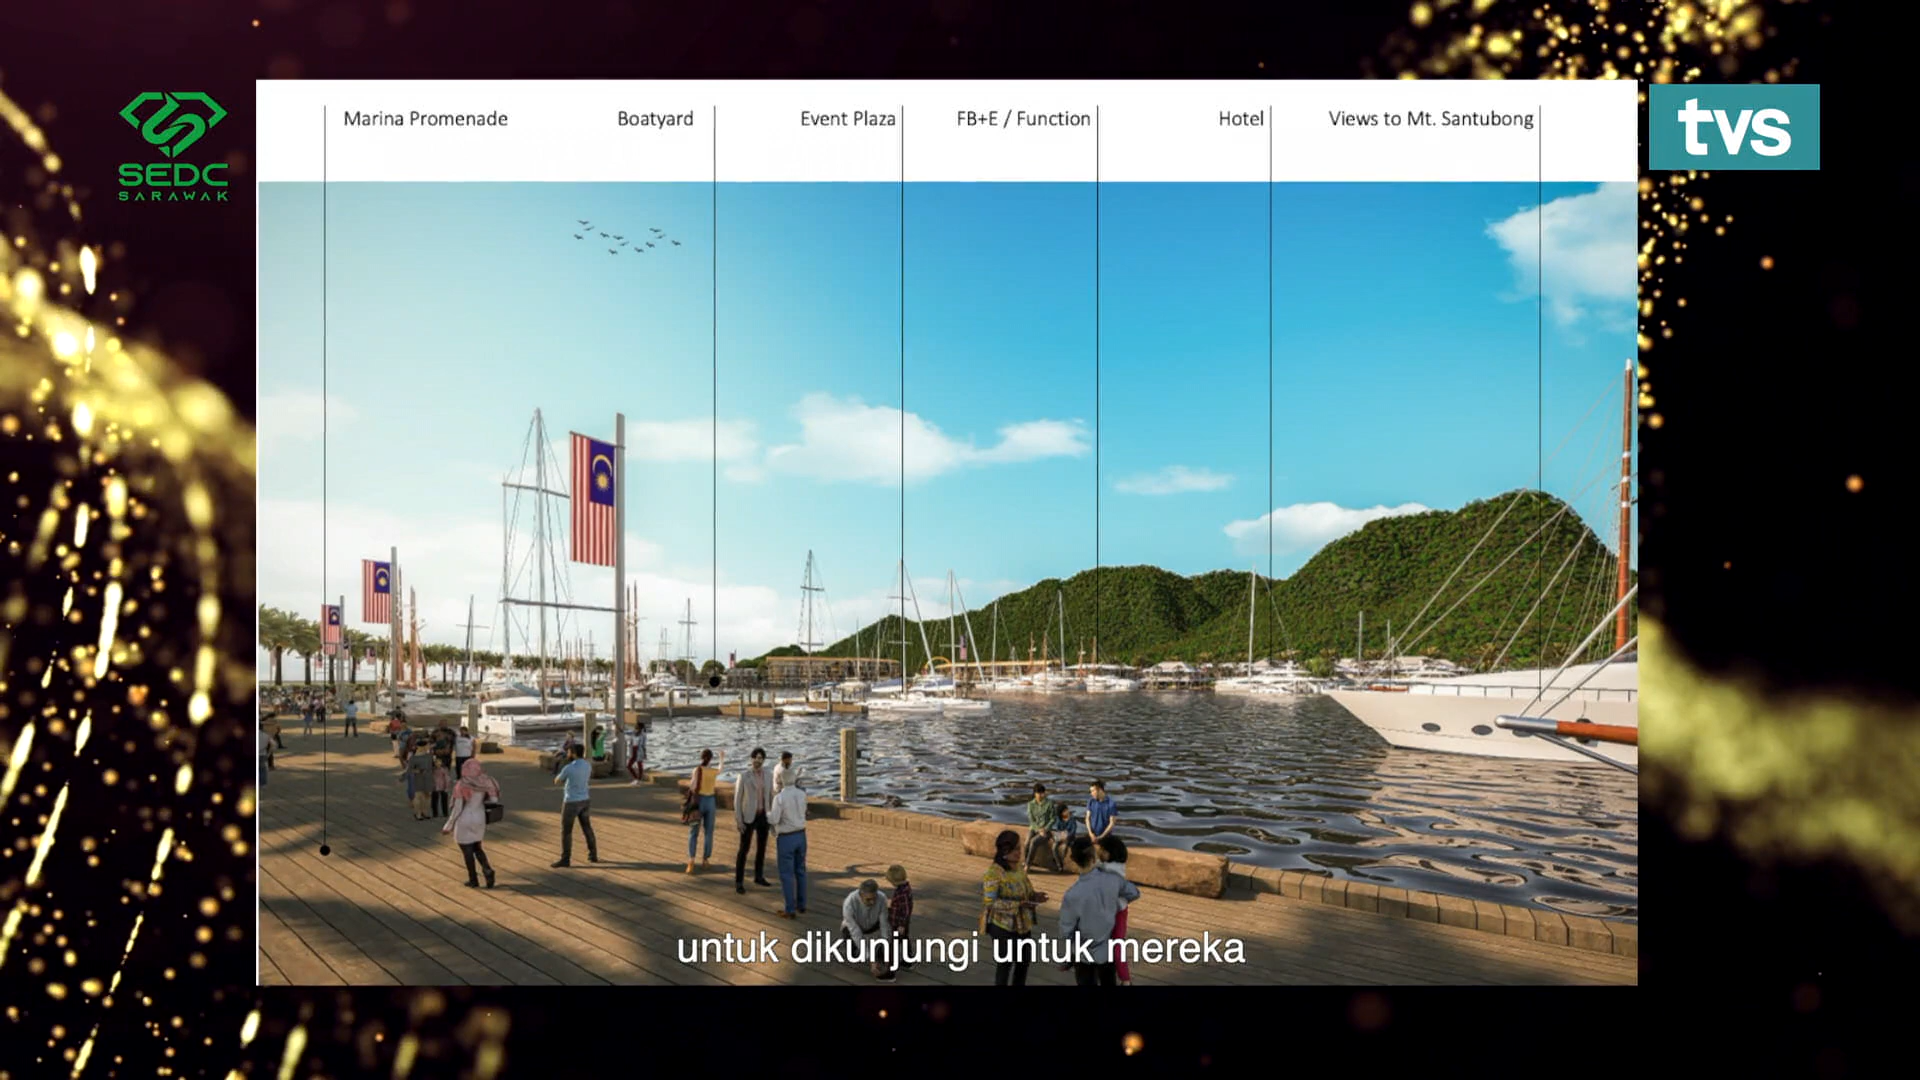 SEDC
SARAWAK
Marina Promenade
Boatyard
Event Plaza
FB+E / Function
Hotel
Views to Mt. Santubong
tvs
untuk dikunjungi untuk mereka